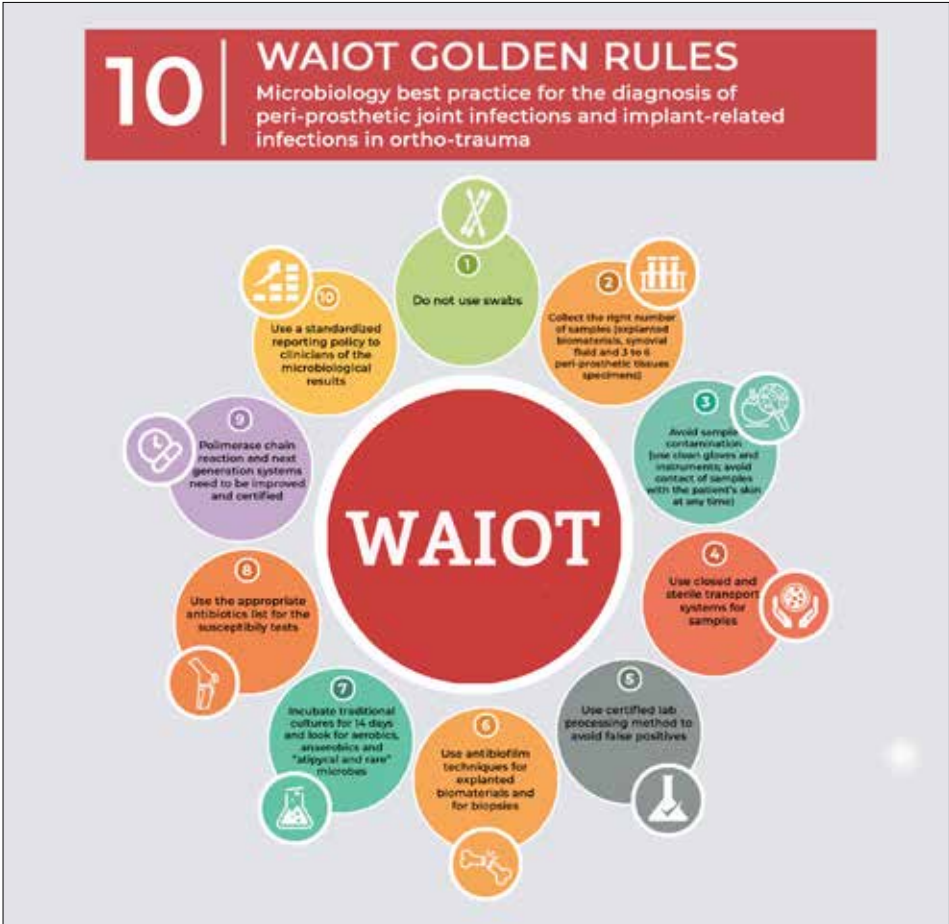 10
WAIOT GOLDEN RULES
Microbiology best practice for the diagnosis of
peri-prosthetic joint infections and implant-related
infections in ortho-trauma
1
Do not use swabs
2
Collect the right number
of samples (explanted
biomaterials, synovial
fluid and 3 to 6
peri-prosthetic tissues
specimens)
3
Avoid sample
contamination
(use clean gloves and
instruments; avoid
contact of samples
with the patient's skin
at any time)
4
Use closed and
sterile transport
systems for
samples
5
Use certified lab
processing method to
avoid false positives
6
Use antibiofilm
techniques for
explanted
biomaterials and
for biopsies
7
Incubate traditional
cultures for 14 days
and look for aerobics,
anaerobics and
"atipycal and rare"
microbes
8
Use the appropriate
antibiotics list for the
susceptibily tests
9
Polimerase chain
reaction and next
generation systems
need to be improved
and certified
10
Use a standardized
reporting policy to
clinicians of the
microbiological
results
WAIOT